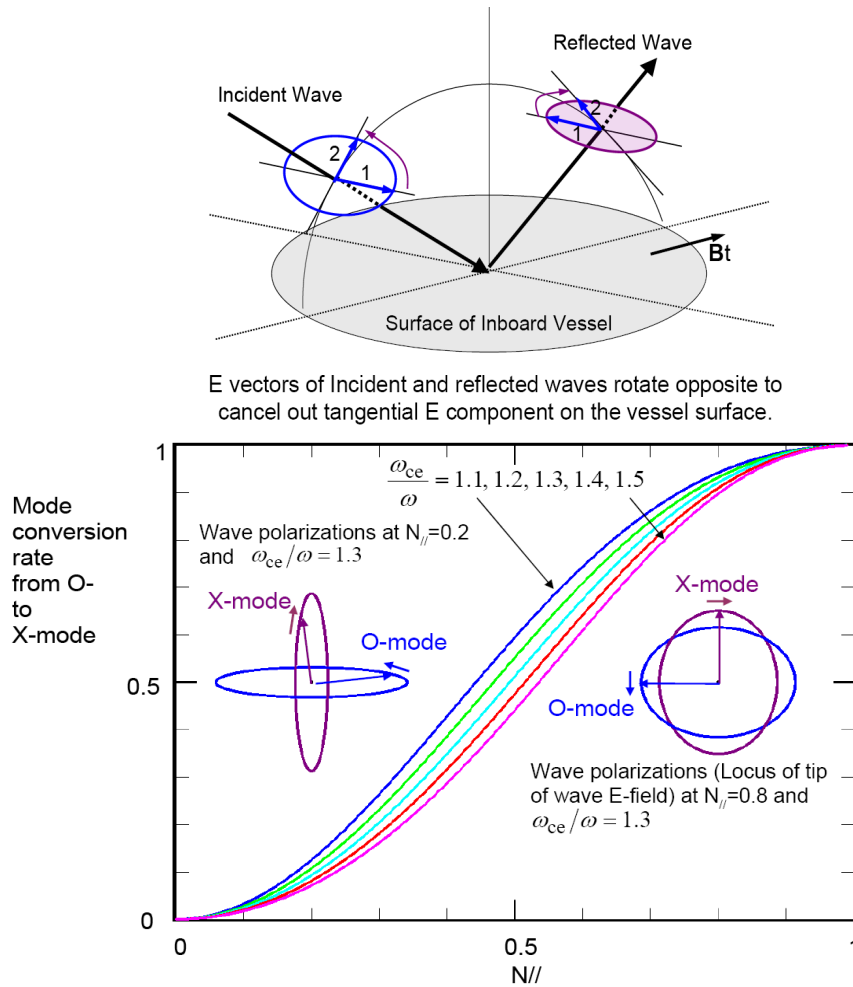 Reflected Wave
Incident Wave
2
1
2
1
Bt
Surface of Inboard Vessel
E vectors of Incident and reflected waves rotate opposite to
cancel out tangential E component on the vessel surface.
1
Mode
conversion
rate
from O-
to
X-mode
ω_ce/ω = 1.1, 1.2, 1.3, 1.4, 1.5
Wave polarizations at N//=0.2
and ω_ce/ω = 1.3
X-mode
O-mode
X-mode
O-mode
0.5
Wave polarizations (Locus of tip
of wave E-field) at N//=0.8 and
ω_ce/ω = 1.3
0
0
0.5
1
N//